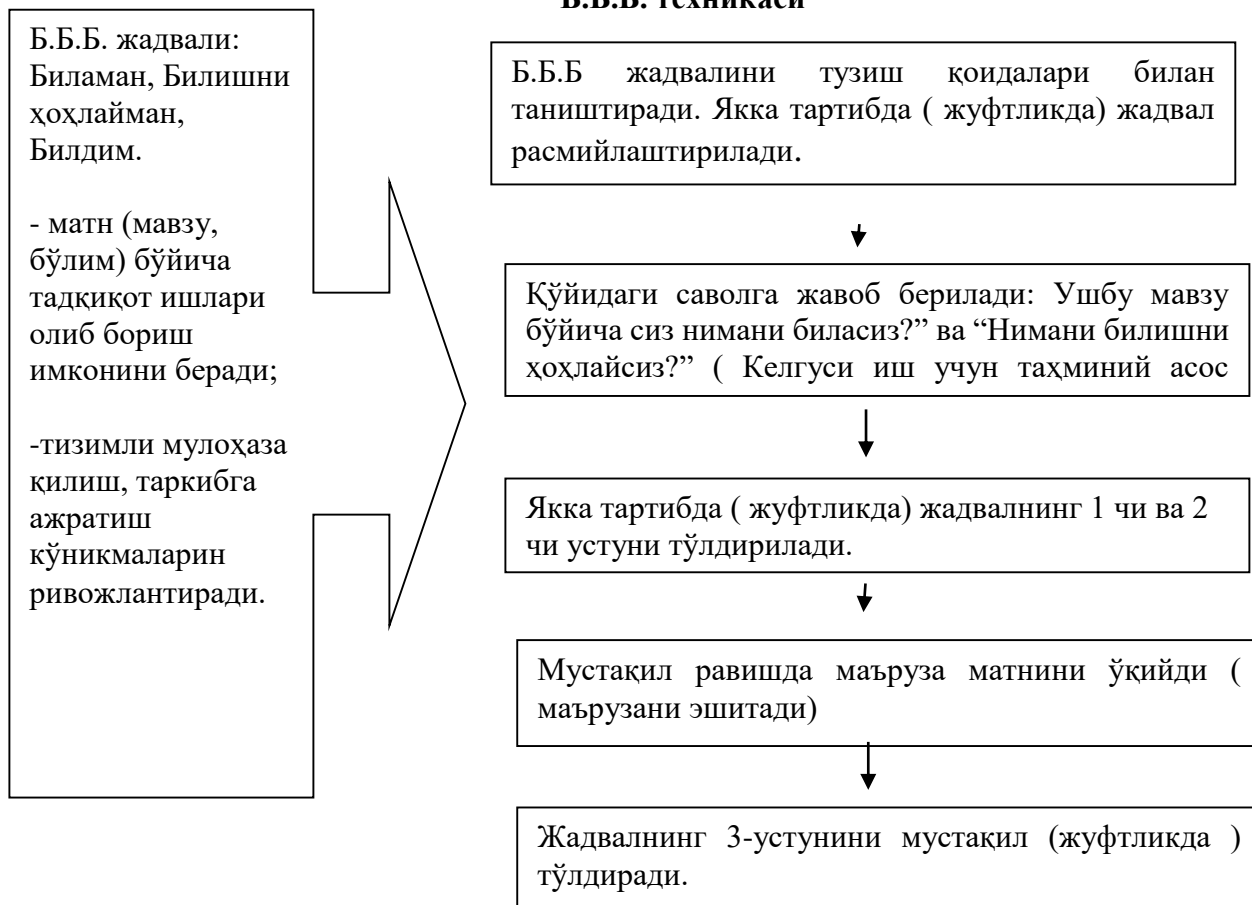 Б.Б.Б. техникаси
Б.Б.Б. жадвали:
Биламан, Билишни
ҳоҳлайман,
Билдим.
- матн (мавзу,
бўлим) бўйича
тадқиқот ишлари
олиб бориш
имконини беради;
-тизимли мулоҳаза
қилиш, таркибга
ажратиш
кўникмаларин
ривожлантиради.
Б.Б.Б жадвалини тузиш қоидалари билан
таништиради. Якка тартибда ( жуфтликда) жадвал
расмийлаштирилади.
Қўйидаги саволга жавоб берилади: Ушбу мавзу
бўйича сиз нимани биласиз?” ва “Нимани билишни
ҳоҳлайсиз?” ( Келгуси иш учун таҳминий асос
Якка тартибда ( жуфтликда) жадвалнинг 1 чи ва 2
чи устуни тўлдирилади.
Мустақил равишда маъруза матнини ўқийди (
маърузани эшитади)
Жадвалнинг 3-устунини мустақил (жуфтликда )
тўлдиради.